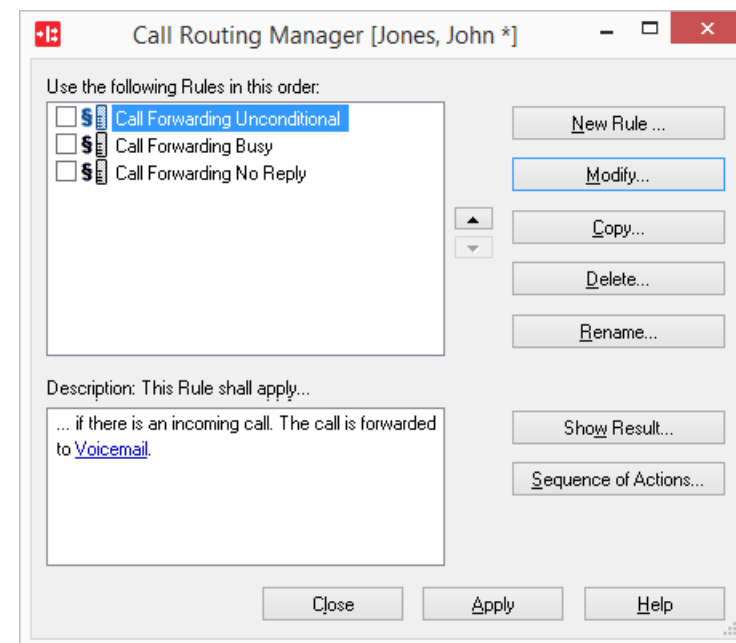 Call Routing Manager [Jones, John *]
Use the following Rules in this order:
§ Call Forwarding Unconditional
§ Call Forwarding Busy
§ Call Forwarding No Reply
New Rule ...
Modify...
Copy...
Delete...
Rename...
Description: This Rule shall apply...
... if there is an incoming call. The call is forwarded
to Voicemail.
Show Result...
Sequence of Actions...
Close
Apply
Help